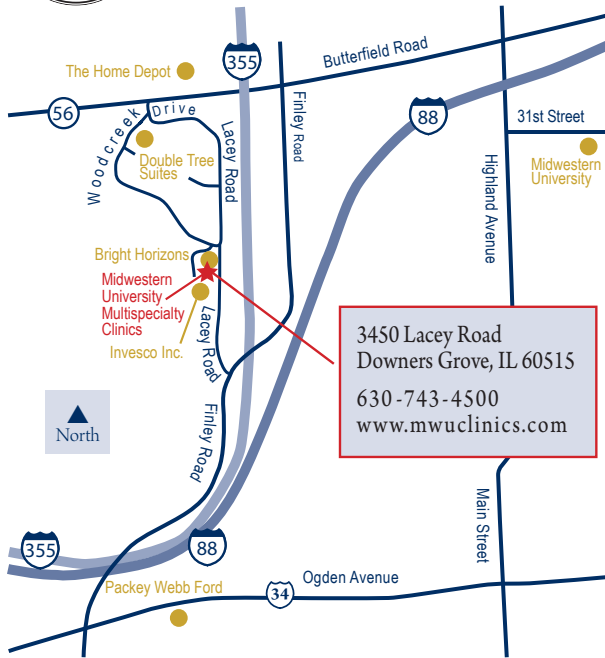 355
Butterfield Road
The Home Depot
Finley Road
88
56
Woodcreek Drive
Lacey Road
31st Street
Double Tree
Suites
Midwestern
University
Highland Avenue
Bright Horizons
Midwestern
University
Multispecialty
Clinics
Invesco Inc.
Lacey Road
3450 Lacey Road
Downers Grove, IL 60515
630-743-4500
www.mwuclinics.com
North
Finley Road
Main Street
355
88
Packey Webb Ford
34
Ogden Avenue